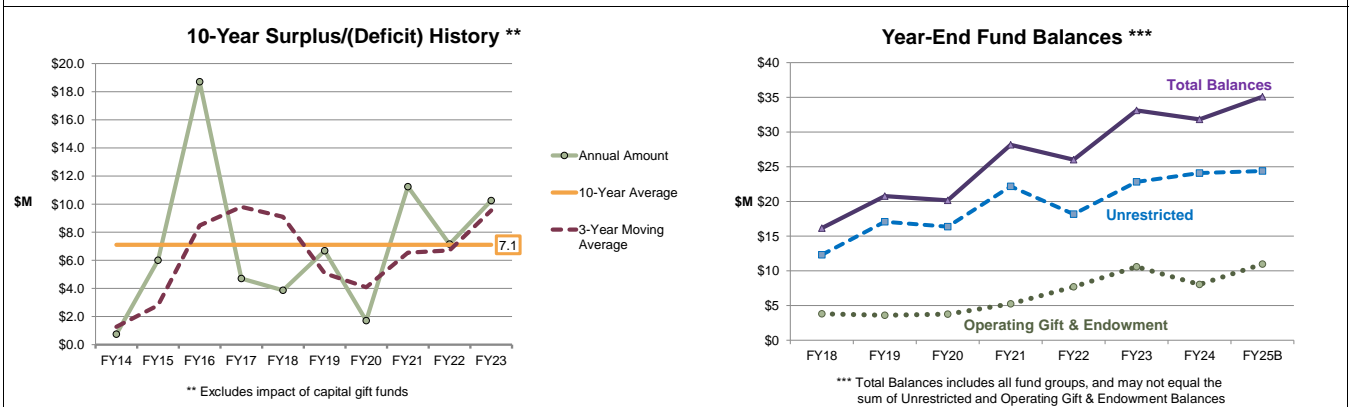 10-Year Surplus/(Deficit) History **
$20.0
$18.0
$16.0
$14.0
$12.0
$10.0
$8.0
$6.0
$4.0
$2.0
$0.0
$M
FY14 FY15 FY16 FY17 FY18 FY19 FY20 FY21 FY22 FY23
7.1
Annual Amount
10-Year Average
3-Year Moving
Average
** Excludes impact of capital gift funds
Year-End Fund Balances ***
$40
$35
$30
$25
$20
$15
$10
$5
$0
$M
Total Balances
Unrestricted
Operating Gift & Endowment
FY18 FY19 FY20 FY21 FY22 FY23 FY24 FY25B
*** Total Balances includes all fund groups, and may not equal the
sum of Unrestricted and Operating Gift & Endowment Balances